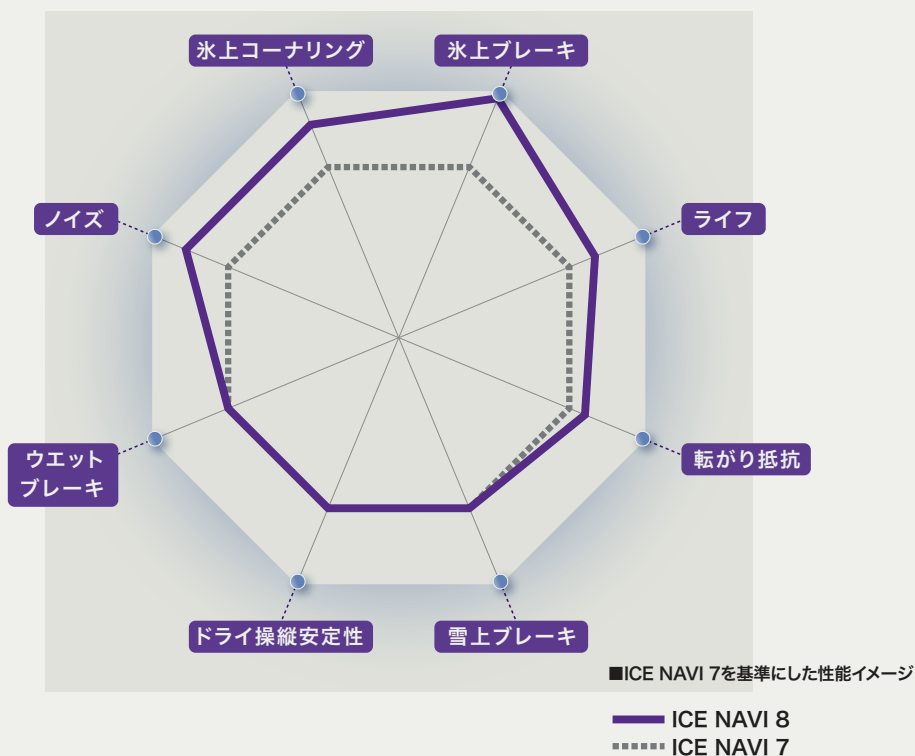 氷上コーナリング
氷上ブレーキ
ノイズ
ライフ
ウエット
ブレーキ
転がり抵抗
ドライ操縦安定性
雪上ブレーキ
■ICE NAVI 7を基準にした性能イメージ
ICE NAVI 8
ICE NAVI 7